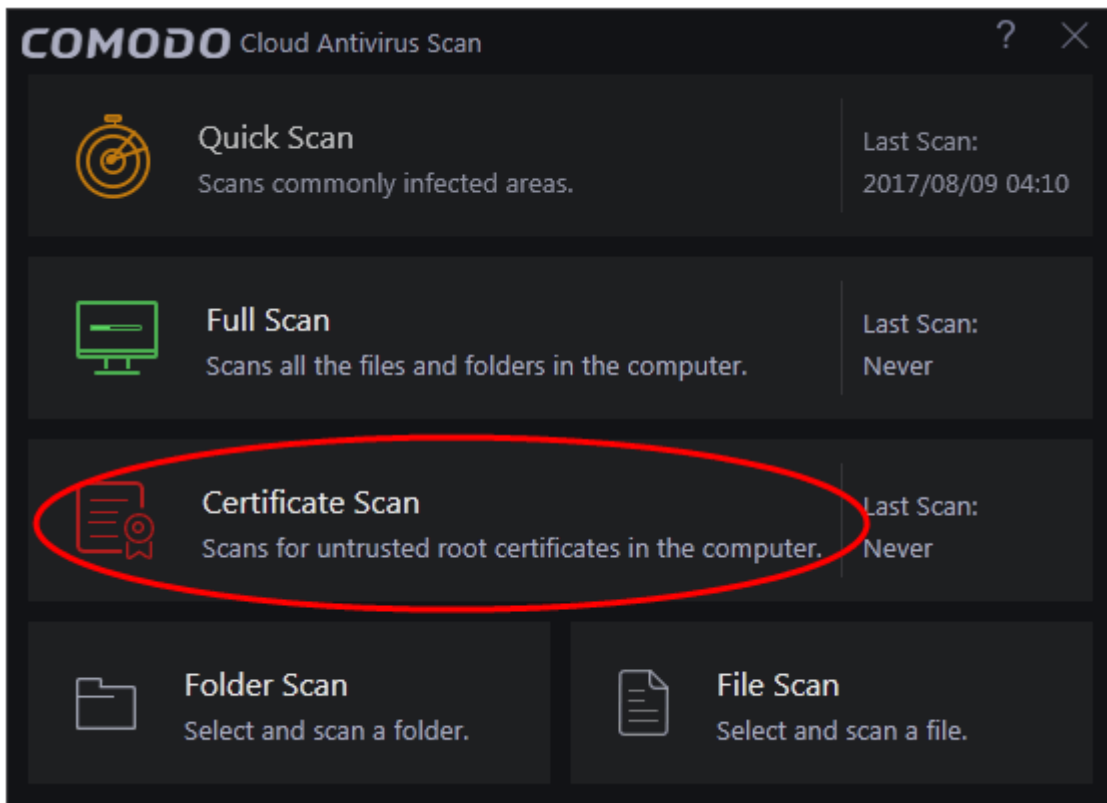 COMODO Cloud Antivirus Scan ?
Quick Scan
Scans commonly infected areas.
Last Scan:
2017/08/09 04:10
Full Scan
Scans all the files and folders in the computer.
Last Scan:
Never
Certificate Scan
Scans for untrusted root certificates in the computer.
Last Scan:
Never
Folder Scan
Select and scan a folder.
File Scan
Select and scan a file.